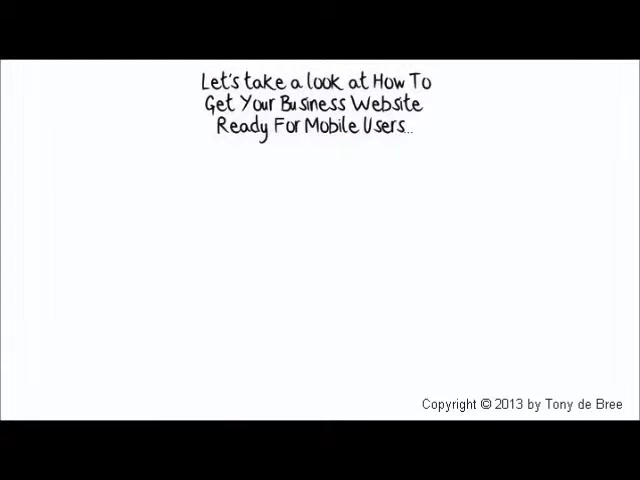 Let's take a look at How To
Get Your Business Website
Ready For Mobile Users...
Copyright © 2013 by Tony de Bree